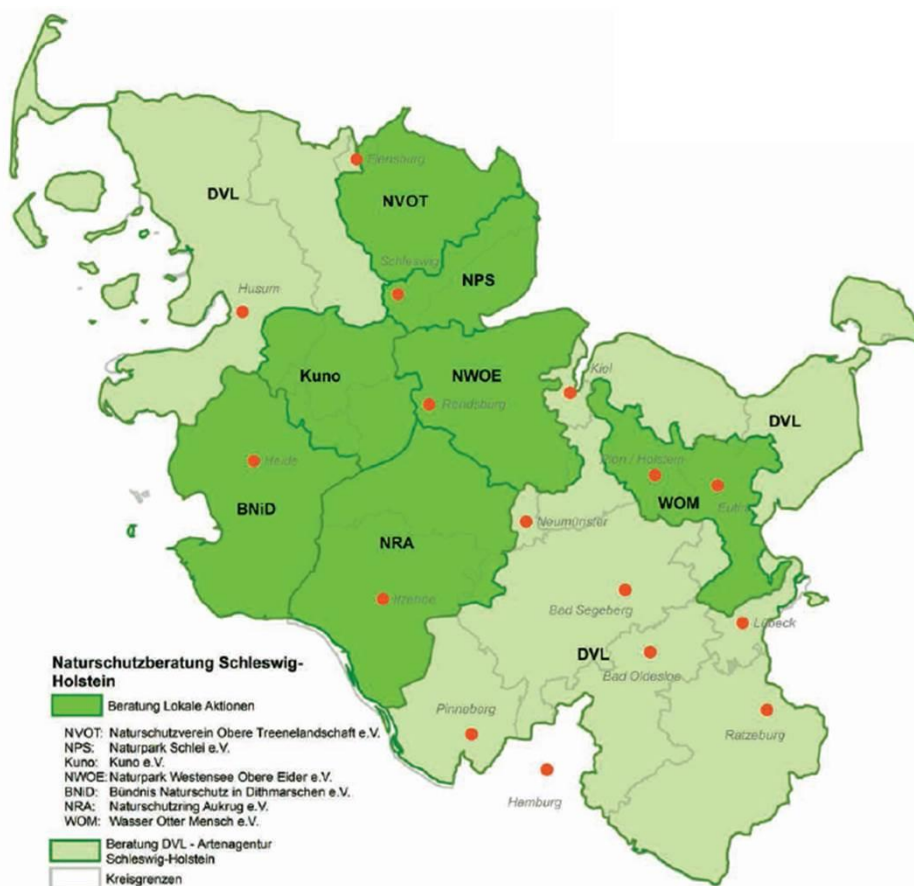 DVL
Flensburg
NVOT
Schleswig
NPS
Husum
Kuno
NWOE
Kiel
Rendsburg
DVL
Heide
Plön / Holstein
BNiD
WOM
Eutin
NRA
Neumünster
Itzehoe
Bad Segeberg
Lübeck
DVL
Bad Oldesloe
Pinneberg
Ratzeburg
Hamburg
Naturschutzberatung Schleswig-
Holstein
Beratung Lokale Aktionen
NVOT: Naturschutzverein Obere Treenelandschaft e.V.
NPS: Naturpark Schlei e.V.
Kuno: Kuno e.V.
NWOE: Naturpark Westensee Obere Eider e.V.
BNiD: Bündnis Naturschutz in Dithmarschen e.V.
NRA: Naturschutzring Aukrug e.V.
WOM: Wasser Otter Mensch e.V.
Beratung DVL - Artenagentur
Schleswig-Holstein
Kreisgrenzen